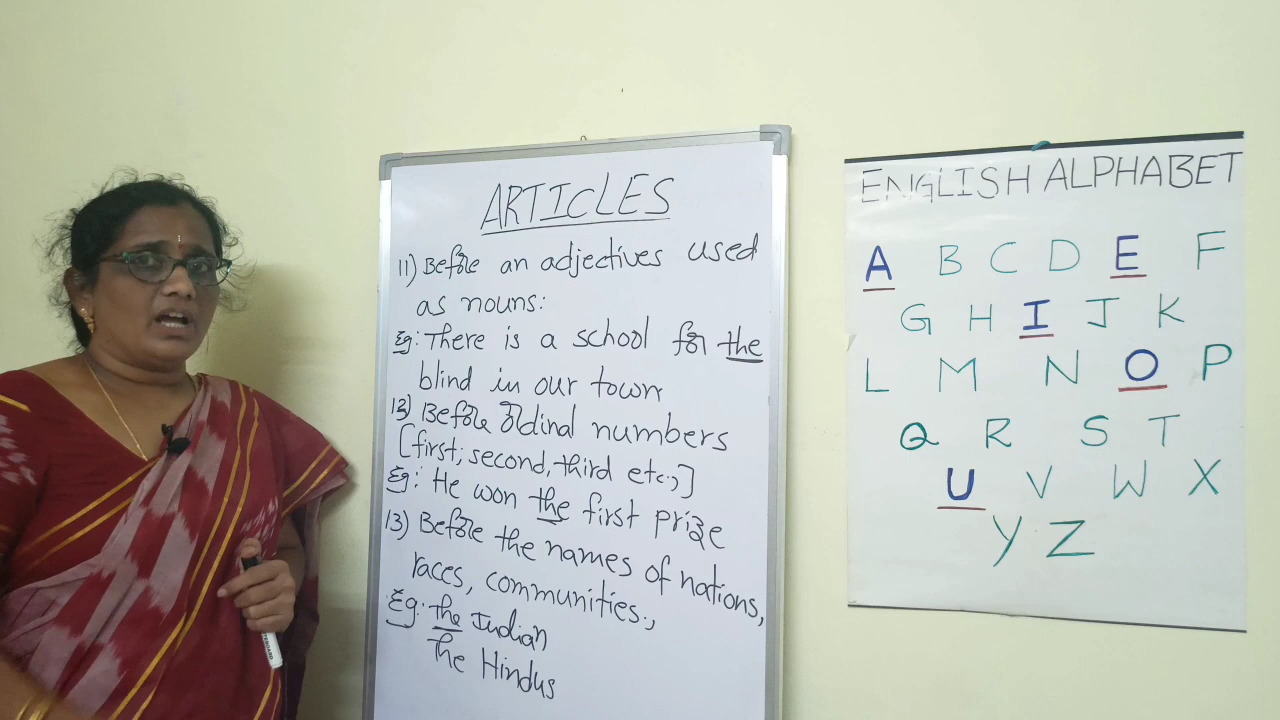 ARTICLES
11) Before an adjectives used
as nouns:
Eg: There is a school for the
blind in our town
12) Before Ordinal numbers
[first, second, third etc.,]
Eg: He won the first prize
13) Before the names of nations,
races, communities.,
Eg: the Indian
the Hindus
ENGLISH ALPHABET
A B C D E F
G H I J K
L M N O P
Q R S T
U V W X
Y Z